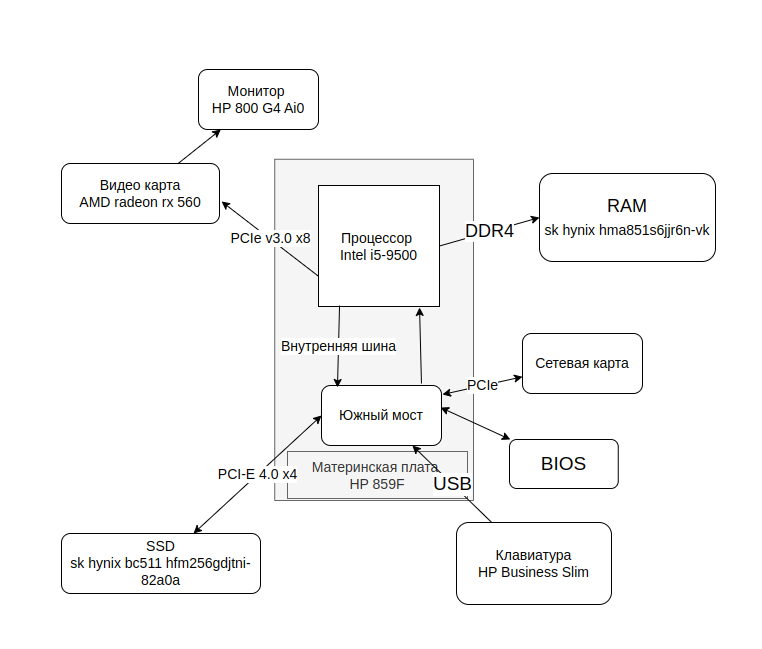 Монитор
HP 800 G4 Ai0
Видео карта
AMD radeon rx 560
PCIe v3.0 x8
Процессор
Intel i5-9500
DDR4
RAM
sk hynix hma851s6jjr6n-vk
Внутренняя шина
Сетевая карта
PCIe
Южный мост
BIOS
Материнская плата
HP 859F
PCI-E 4.0 x4
USB
SSD
sk hynix bc511 hfm256gdjtni-
82a0a
Клавиатура
HP Business Slim